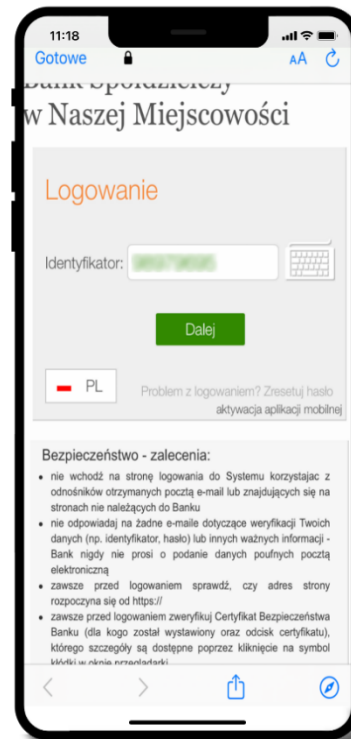 11:18
Gotowe AA
Bank Spółdzielczy
w Naszej Miejscowości
Logowanie
Identyfikator:
Dalej
PL
Problem z logowaniem? Zresetuj hasło
aktywacja aplikacji mobilnej
Bezpieczeństwo - zalecenia:
• nie wchodź na stronę logowania do Systemu korzystając z
odnośników otrzymanych pocztą e-mail lub znajdujących się na
stronach nie należących do Banku
• nie odpowiadaj na żadne e-maile dotyczące weryfikacji Twoich
danych (np. identyfikator, hasło) lub innych ważnych informacji -
Bank nigdy nie prosi o podanie danych poufnych pocztą
elektroniczną
• zawsze przed logowaniem sprawdź, czy adres strony
rozpoczyna się od https://
• zawsze przed logowaniem zweryfikuj Certyfikat Bezpieczeństwa
Banku (dla kogo został wystawiony oraz odcisk certyfikatu),
którego szczegóły są dostępne poprzez kliknięcie na symbol
kłódki w oknie przeglądarki